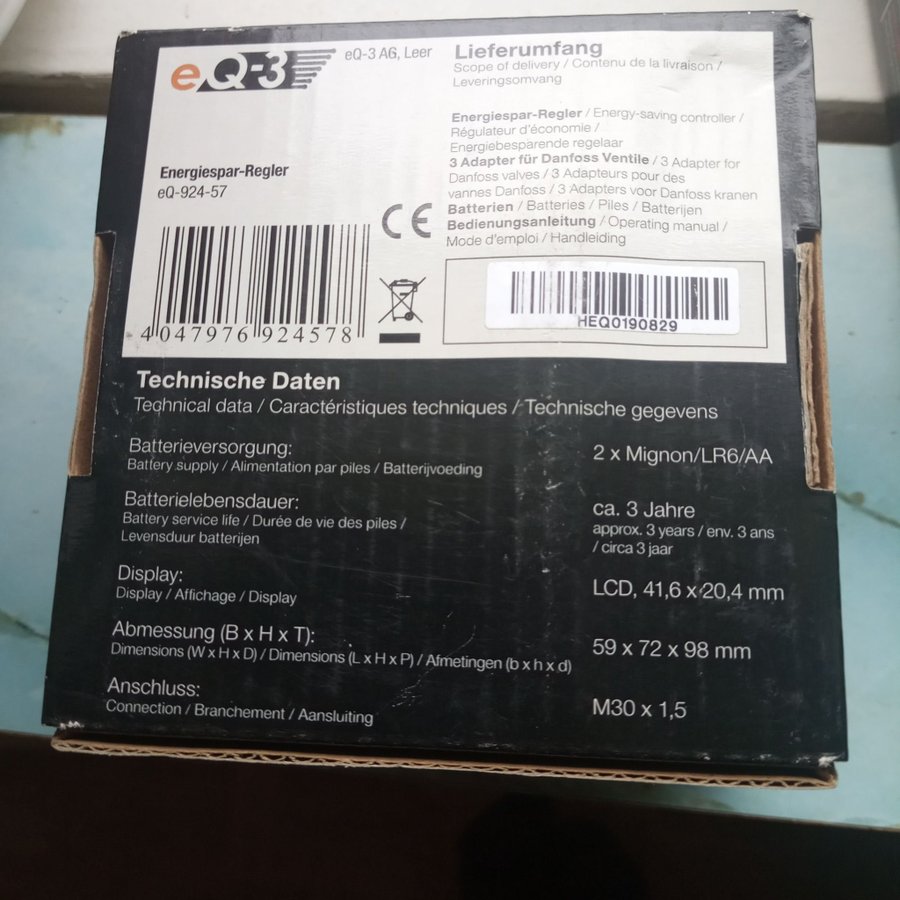 eQ-3
eQ-3 AG, Leer
Energiespar-Regler
eQ-924-57
CE
4 047976 924578
Lieferumfang
Scope of delivery / Contenu de la livraison /
Leveringsomvang
Energiespar-Regler / Energy-saving controller /
Régulateur d'économie /
Energiebesparende regelaar
3 Adapter für Danfoss Ventile / 3 Adapter for
Danfoss valves / 3 Adapteurs pour des
vannes Danfoss / 3 Adapters voor Danfoss kranen
Batterien / Batteries / Piles / Batterijen
Bedienungsanleitung / Operating manual /
Mode d'emploi / Handleiding
HEQ0190829
Technische Daten
Technical data / Caractéristiques techniques / Technische gegevens
Batterieversorgung: 2 x Mignon/LR6/AA
Battery supply / Alimentation par piles / Batterijvoeding
Batterielebensdauer: ca. 3 Jahre
Battery service life / Durée de vie des piles / approx. 3 years / env. 3 ans
Levensduur batterijen / circa 3 jaar
Display: LCD, 41,6 x 20,4 mm
Display / Affichage / Display
Abmessung (B x H x T): 59 x 72 x 98 mm
Dimensions (W x H x D) / Dimensions (L x H x P) / Afmetingen (b x h x d)
Anschluss: M30 x 1,5
Connection / Branchement / Aansluiting